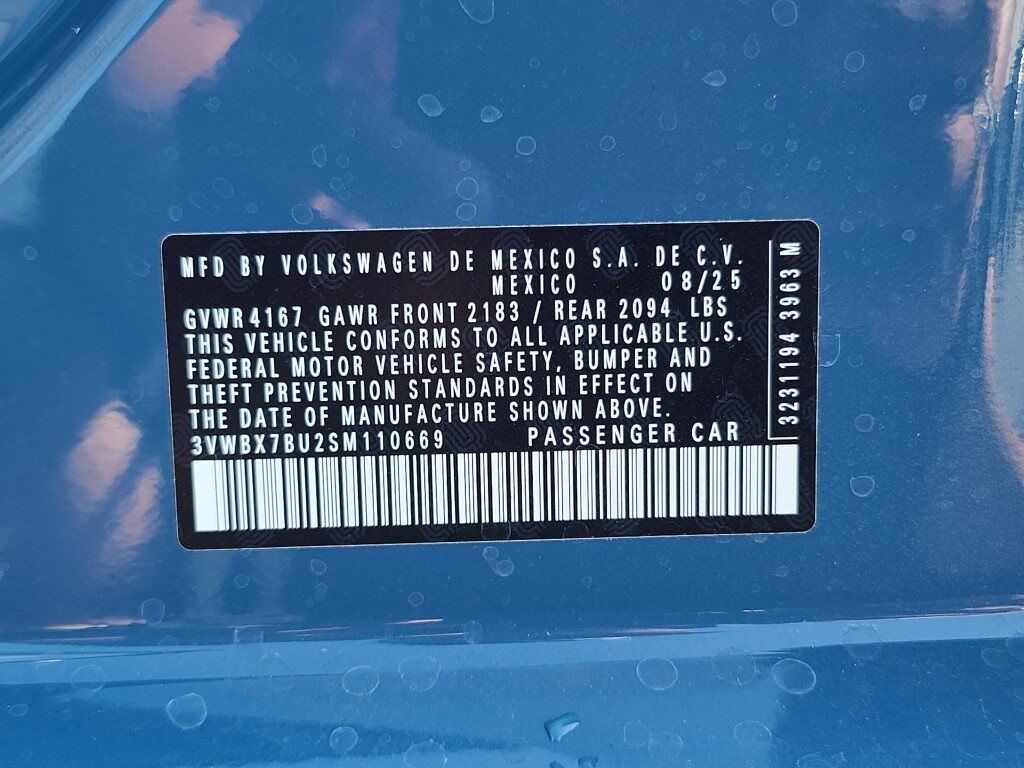 MFD BY VOLKSWAGEN DE MEXICO S.A. DE C.V.
MEXICO 08/25
GVWR 4167 GAWR FRONT 2183 / REAR 2094 LBS
THIS VEHICLE CONFORMS TO ALL APPLICABLE U.S.
FEDERAL MOTOR VEHICLE SAFETY, BUMPER AND
THEFT PREVENTION STANDARDS IN EFFECT ON
THE DATE OF MANUFACTURE SHOWN ABOVE.
3VWBX7BU2SM110669 PASSENGER CAR
3231194 3963 M